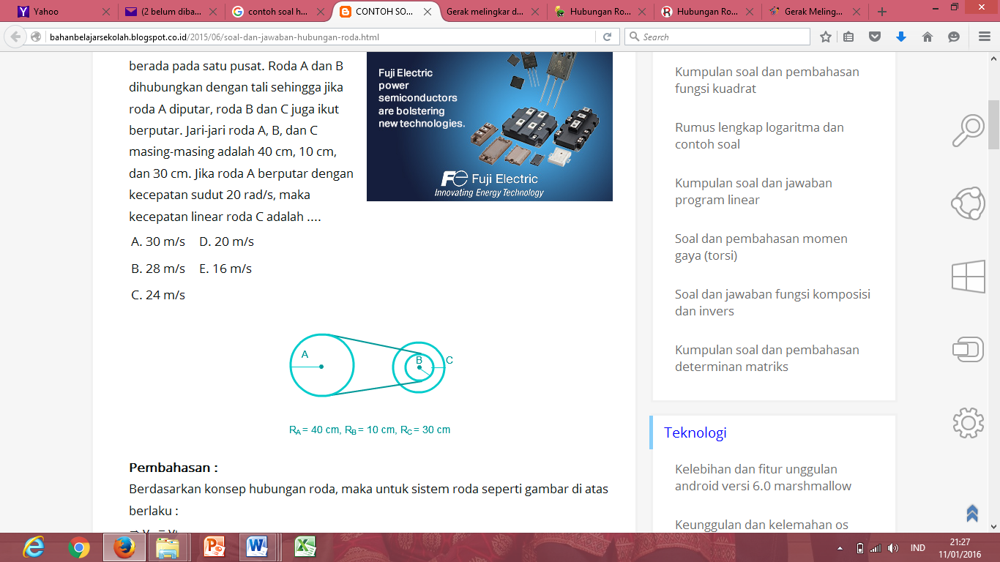 Yahoo
(2 belum diba...
contoh soal h...
CONTOH SO...
Gerak melingkar d...
Hubungan Ro...
Hubungan Ro...
Gerak Meling...
bahanbelajarsekolah.blogspot.co.id/2015/06/soal-dan-jawaban-hubungan-roda.html
Search
berada pada satu pusat. Roda A dan B
dihubungkan dengan tali sehingga jika
roda A diputar, roda B dan C juga ikut
berputar. Jari-jari roda A, B, dan C
masing-masing adalah 40 cm, 10 cm,
dan 30 cm. Jika roda A berputar dengan
kecepatan sudut 20 rad/s, maka
kecepatan linear roda C adalah ....
A. 30 m/s D. 20 m/s
B. 28 m/s E. 16 m/s
C. 24 m/s
Fuji Electric
power
semiconductors
are bolstering
new technologies.
Fe Fuji Electric
Innovating Energy Technology
A
B
C
RA = 40 cm, RB = 10 cm, RC = 30 cm
Pembahasan :
Berdasarkan konsep hubungan roda, maka untuk sistem roda seperti gambar di atas
berlaku :
Kumpulan soal dan pembahasan
fungsi kuadrat
Rumus lengkap logaritma dan
contoh soal
Kumpulan soal dan jawaban
program linear
Soal dan pembahasan momen
gaya (torsi)
Soal dan jawaban fungsi komposisi
dan invers
Kumpulan soal dan pembahasan
determinan matriks
Teknologi
Kelebihan dan fitur unggulan
android versi 6.0 marshmallow
Keunggulan dan kelemahan os
IND
21:27
11/01/2016